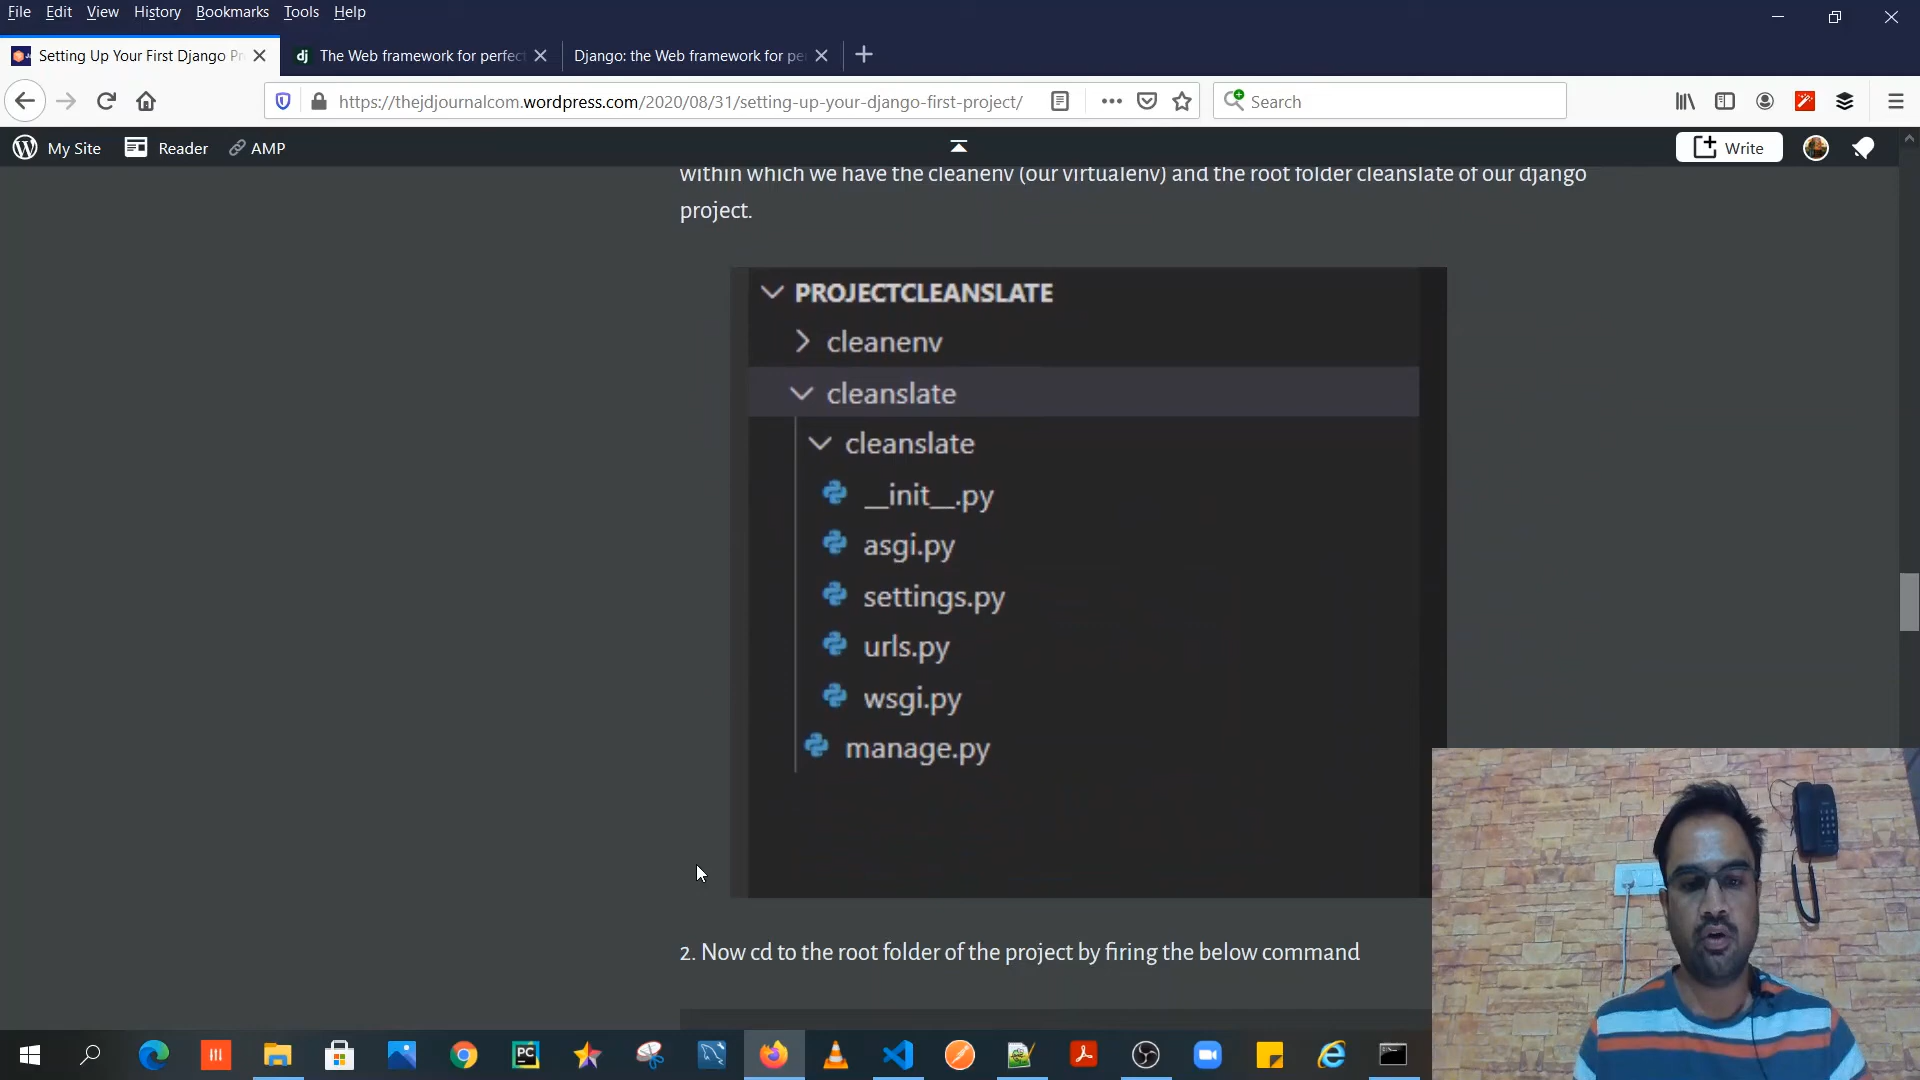 File Edit View History Bookmarks Tools Help
Setting Up Your First Django Pr
The Web framework for perfect
Django: the Web framework for pe
https://thejdjournalcom.wordpress.com/2020/08/31/setting-up-your-django-first-project/
Search
My Site Reader AMP Write
within which we have the cleanenv (our virtualenv) and the root folder cleanslate of our django
project.
PROJECTCLEANSLATE
cleanenv
cleanslate
cleanslate
__init__.py
asgi.py
settings.py
urls.py
wsgi.py
manage.py
2. Now cd to the root folder of the project by firing the below command